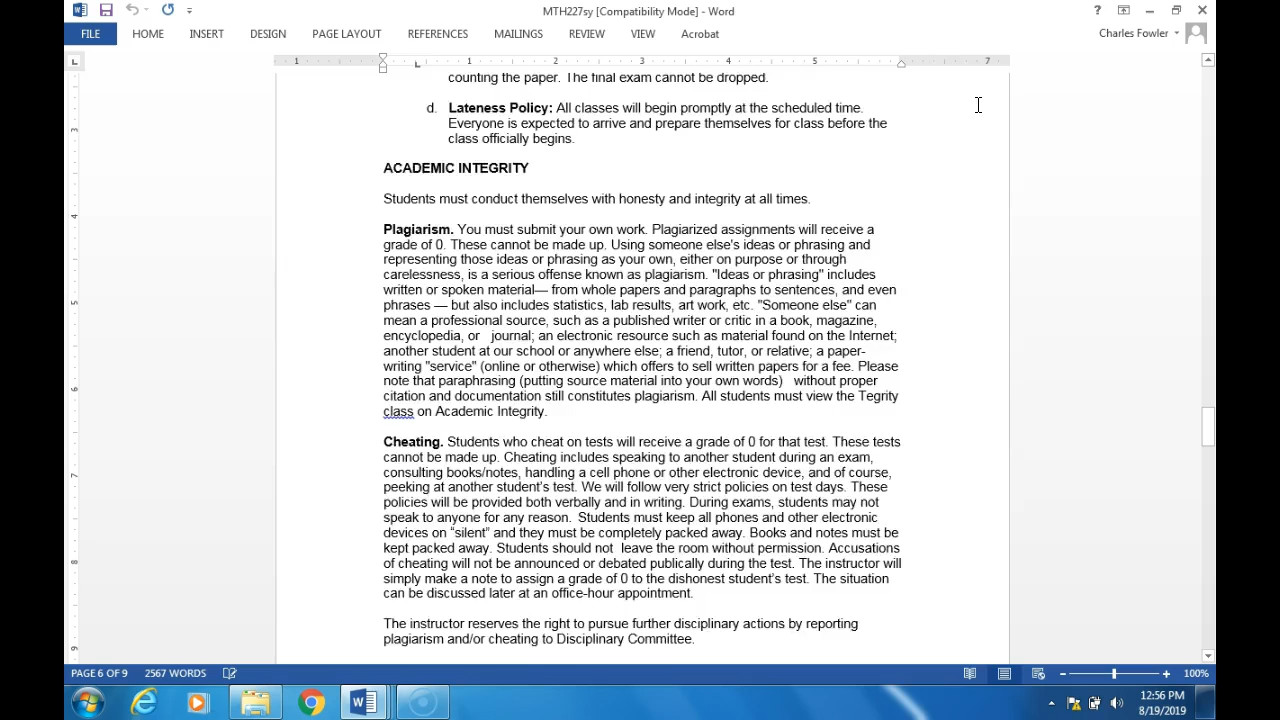 MTH227sy [Compatibility Mode] - Word
?
FILE HOME INSERT DESIGN PAGE LAYOUT REFERENCES MAILINGS REVIEW VIEW Acrobat Charles Fowler
1 1 2 3 4 5 7
counting the paper. The final exam cannot be dropped.
d. Lateness Policy: All classes will begin promptly at the scheduled time.
Everyone is expected to arrive and prepare themselves for class before the
class officially begins.
ACADEMIC INTEGRITY
Students must conduct themselves with honesty and integrity at all times.
Plagiarism. You must submit your own work. Plagiarized assignments will receive a
grade of 0. These cannot be made up. Using someone else's ideas or phrasing and
representing those ideas or phrasing as your own, either on purpose or through
carelessness, is a serious offense known as plagiarism. "Ideas or phrasing" includes
written or spoken material— from whole papers and paragraphs to sentences, and even
phrases — but also includes statistics, lab results, art work, etc. "Someone else" can
mean a professional source, such as a published writer or critic in a book, magazine,
encyclopedia, or journal; an electronic resource such as material found on the Internet;
another student at our school or anywhere else; a friend, tutor, or relative; a paper-
writing "service" (online or otherwise) which offers to sell written papers for a fee. Please
note that paraphrasing (putting source material into your own words) without proper
citation and documentation still constitutes plagiarism. All students must view the Tegrity
class on Academic Integrity.
Cheating. Students who cheat on tests will receive a grade of 0 for that test. These tests
cannot be made up. Cheating includes speaking to another student during an exam,
consulting books/notes, handling a cell phone or other electronic device, and of course,
peeking at another student's test. We will follow very strict policies on test days. These
policies will be provided both verbally and in writing. During exams, students may not
speak to anyone for any reason. Students must keep all phones and other electronic
devices on “silent” and they must be completely packed away. Books and notes must be
kept packed away. Students should not leave the room without permission. Accusations
of cheating will not be announced or debated publically during the test. The instructor will
simply make a note to assign a grade of 0 to the dishonest student's test. The situation
can be discussed later at an office-hour appointment.
The instructor reserves the right to pursue further disciplinary actions by reporting
plagiarism and/or cheating to Disciplinary Committee.
3
4
5
6
7
8
9
PAGE 6 OF 9 2567 WORDS 100%
12:56 PM
8/19/2019